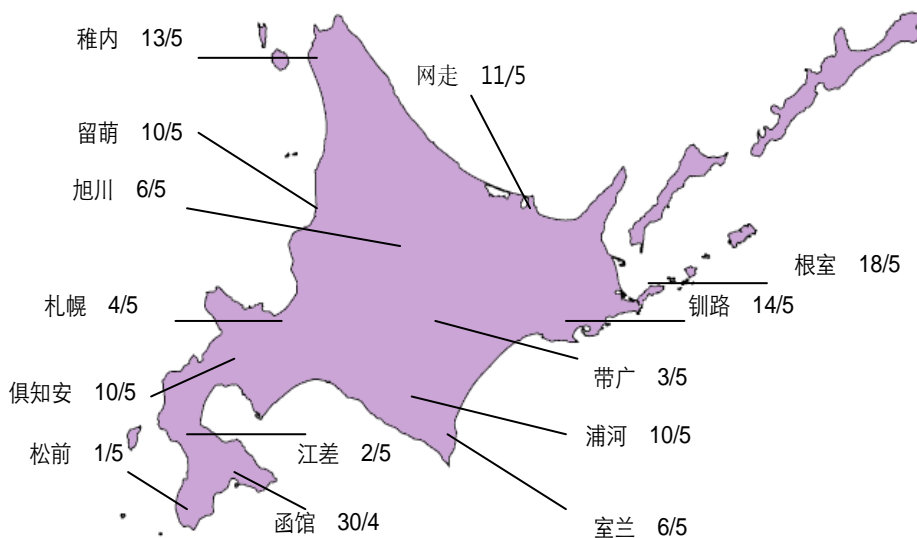 稚内 13/5
网走 11/5
留萌 10/5
旭川 6/5
根室 18/5
札幌 4/5
钏路 14/5
带广 3/5
俱知安 10/5
浦河 10/5
松前 1/5
江差 2/5
函馆 30/4
室兰 6/5